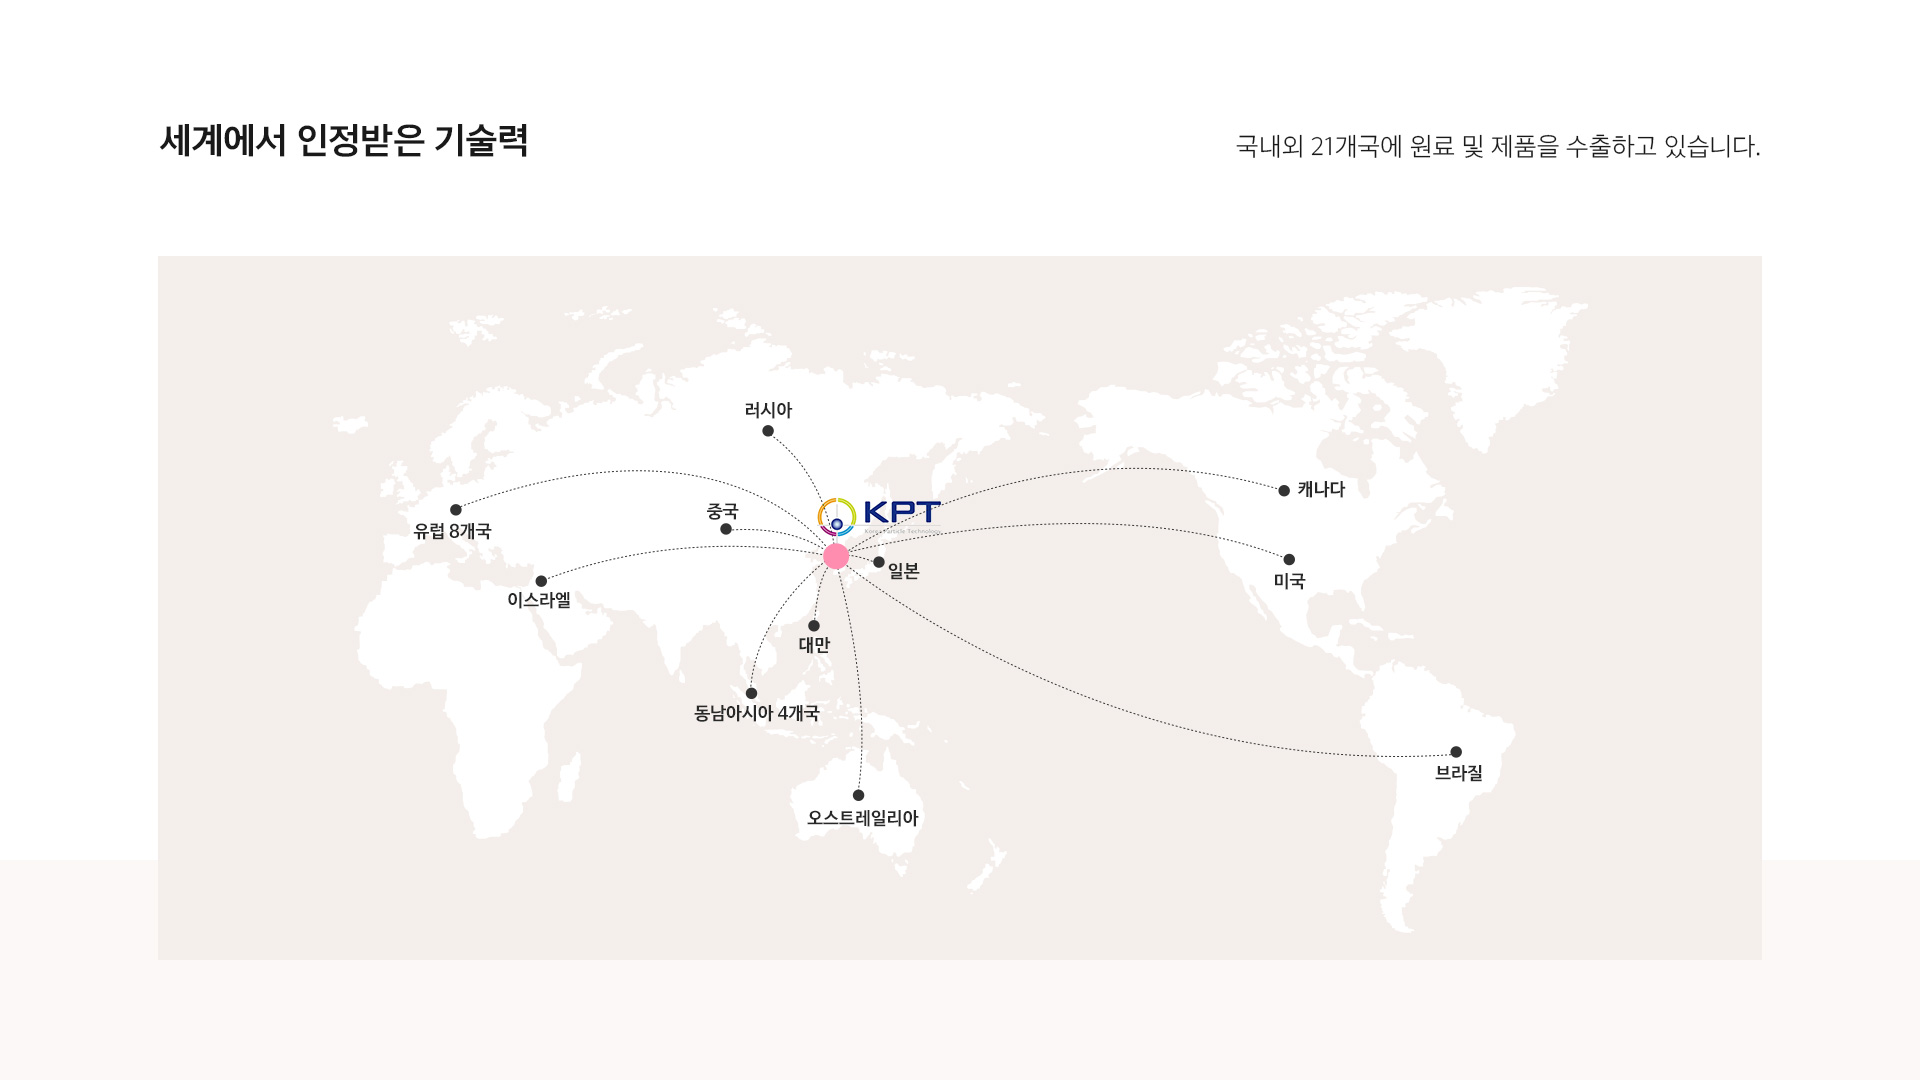 세계에서 인정받은 기술력
국내외 21개국에 원료 및 제품을 수출하고 있습니다.
러시아
캐나다
KPT
Korea Particle Technology
중국
유럽 8개국
일본
미국
이스라엘
대만
동남아시아 4개국
브라질
오스트레일리아